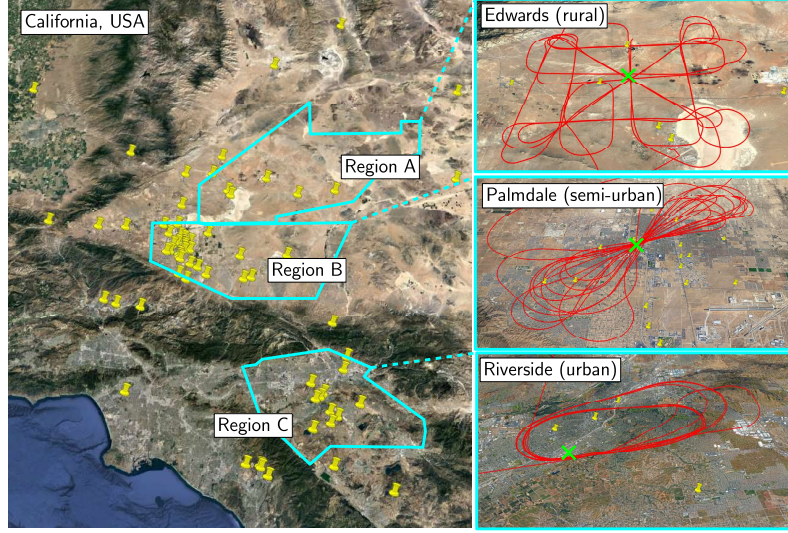 California, USA
Region A
Region B
Region C
Edwards (rural)
Palmdale (semi-urban)
Riverside (urban)